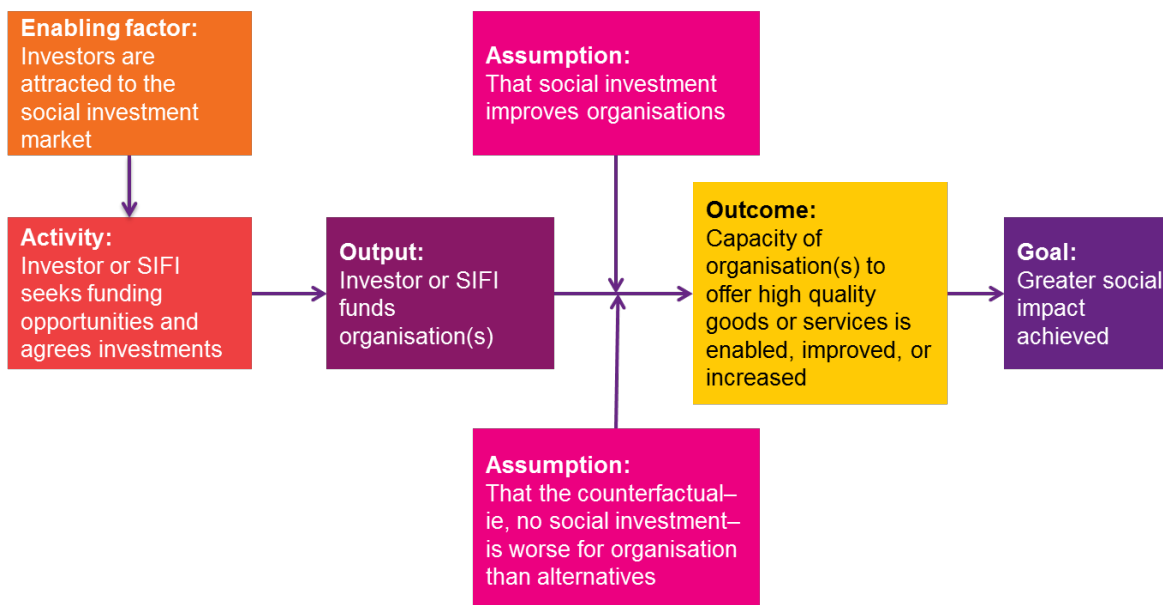 Enabling factor:
Investors are
attracted to the
social investment
market
Assumption:
That social investment
improves organisations
Activity:
Investor or SIFI
seeks funding
opportunities and
agrees investments
Output:
Investor or SIFI
funds
organisation(s)
Outcome:
Capacity of
organisation(s) to
offer high quality
goods or services is
enabled, improved, or
increased
Goal:
Greater social
impact
achieved
Assumption:
That the counterfactual–
ie, no social investment–
is worse for organisation
than alternatives